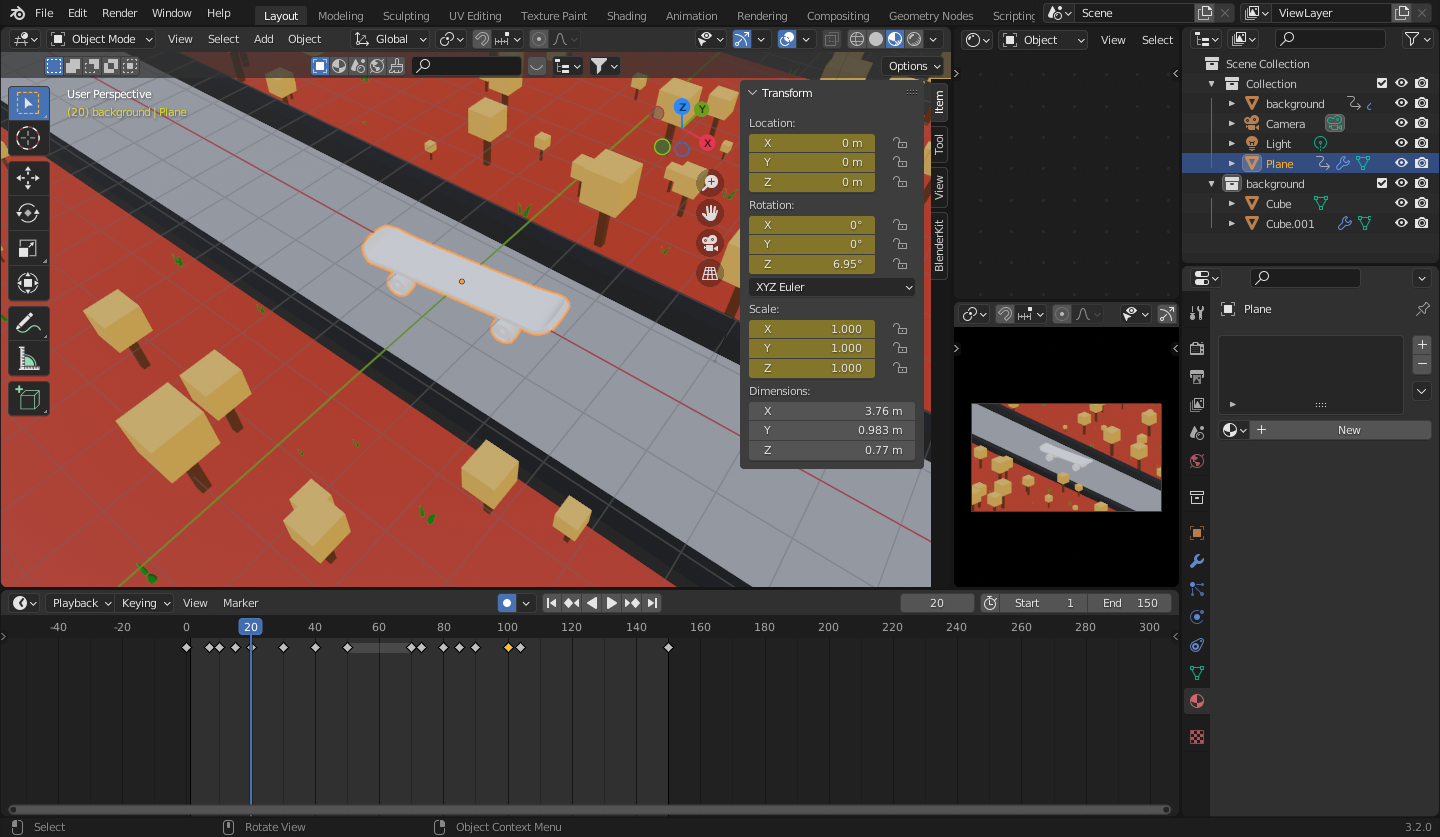 File Edit Render Window Help Layout Modeling Sculpting UV Editing Texture Paint Shading Animation Rendering Compositing Geometry Nodes Scripting Scene ViewLayer
Object Mode View Select Add Object Global Object View Select
Options
User Perspective
(20) background | Plane
Transform
Location:
X 0 m
Y 0 m
Z 0 m
Rotation:
X 0°
Y 0°
Z 6.95°
XYZ Euler
Scale:
X 1.000
Y 1.000
Z 1.000
Dimensions:
X 3.76 m
Y 0.983 m
Z 0.77 m
Item
Tool
View
BlenderKit
Z
Y
X
Scene Collection
Collection
background
Camera
Light
Plane
background
Cube
Cube.001
Plane
New
Playback Keying View Marker 20 Start 1 End 150
-40 -20 0 20 40 60 80 100 120 140 160 180 200 220 240 260 280 300
Select Rotate View Object Context Menu 3.2.0